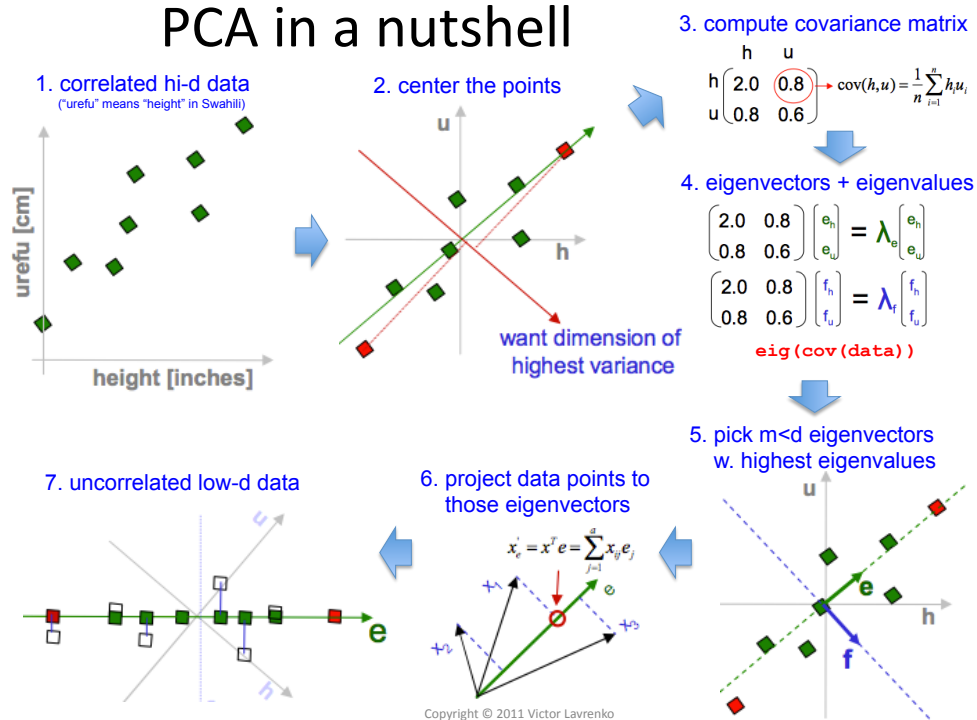 PCA in a nutshell
1. correlated hi-d data
("urefu" means "height" in Swahili)
urefu [cm]
height [inches]
2. center the points
u
h
want dimension of
highest variance
3. compute covariance matrix
h u
h 2.0 0.8 cov(h,u) = 1/n ∑ i=1 n h_i u_i
u 0.8 0.6
4. eigenvectors + eigenvalues
( 2.0 0.8 ) ( e_h ) = λ_e ( e_h )
( 0.8 0.6 ) ( e_u ) ( e_u )
( 2.0 0.8 ) ( f_h ) = λ_f ( f_h )
( 0.8 0.6 ) ( f_u ) ( f_u )
eig(cov(data))
5. pick m<d eigenvectors
w. highest eigenvalues
u
e
h
f
6. project data points to
those eigenvectors
x'_e = x^T e = ∑ j=1 a x_ij e_j
x_1
e
x_2
x_3
7. uncorrelated low-d data
u
e
h
Copyright © 2011 Victor Lavrenko